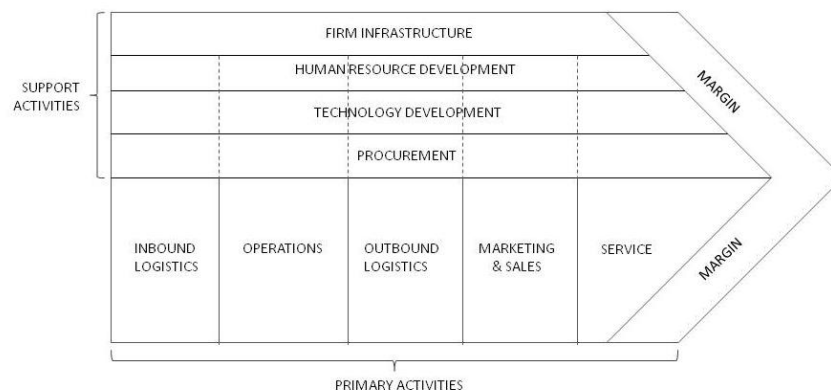 FIRM INFRASTRUCTURE
HUMAN RESOURCE DEVELOPMENT
SUPPORT
ACTIVITIES
TECHNOLOGY DEVELOPMENT
PROCUREMENT
MARGIN
INBOUND
LOGISTICS
OPERATIONS
OUTBOUND
LOGISTICS
MARKETING
& SALES
SERVICE
MARGIN
PRIMARY ACTIVITIES